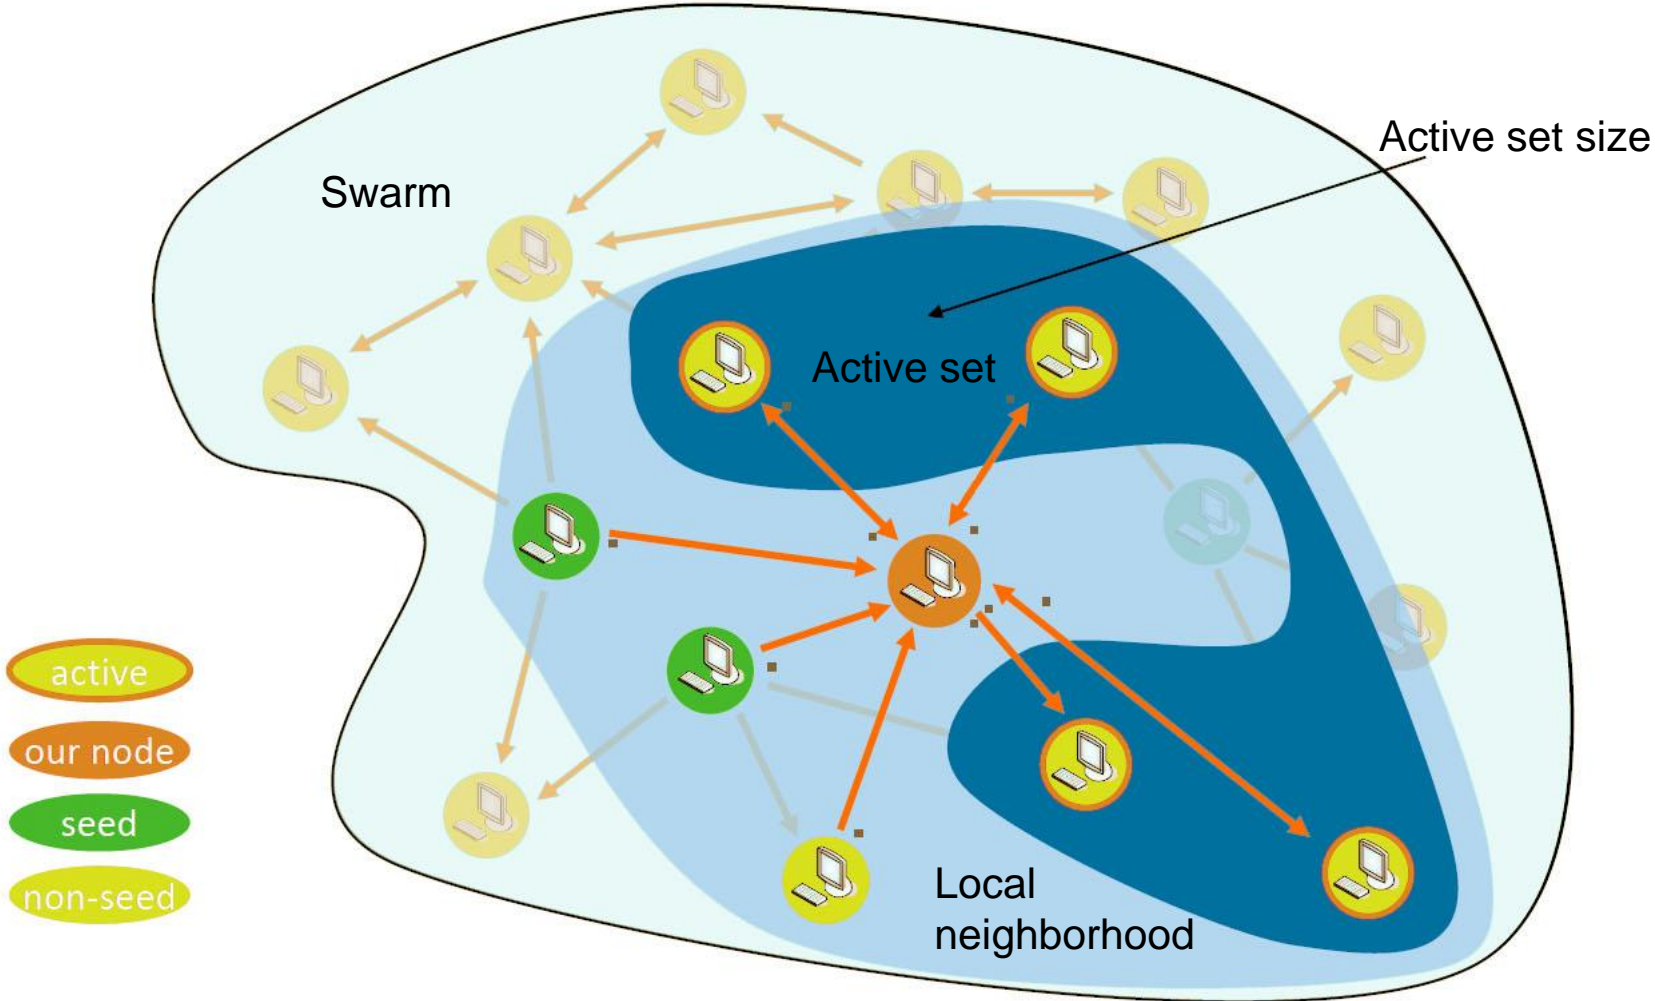 Active set size
Swarm
Active set
active
our node
seed
non-seed
Local
neighborhood